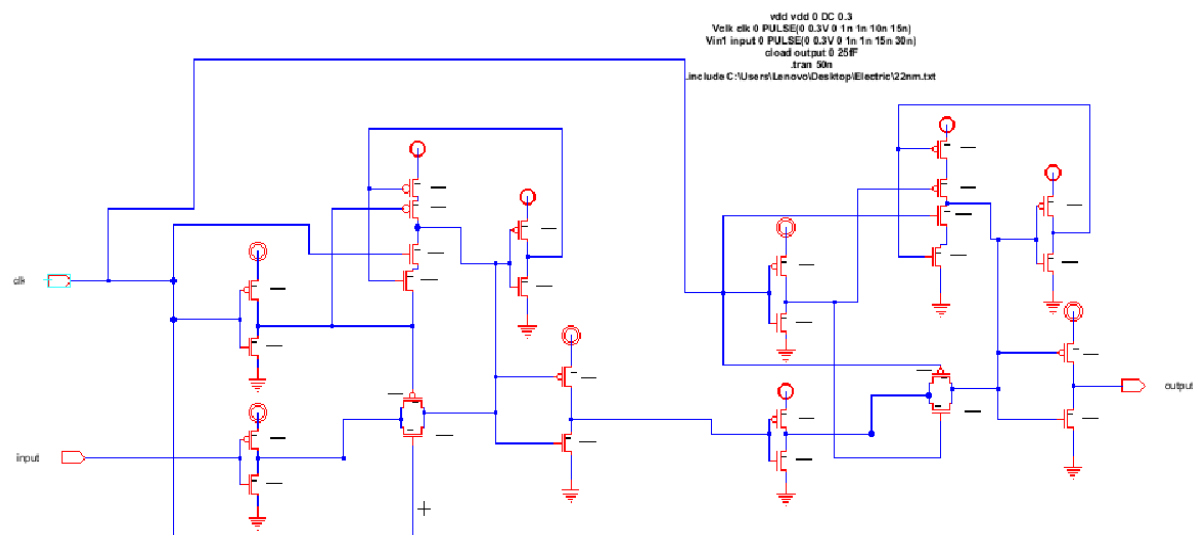 vdd vdd 0 DC 0.3
Vclk clk 0 PULSE(0 0.3V 0 1n 1n 10n 15n)
Vin1 input 0 PULSE(0 0.3V 0 1n 1n 15n 30n)
cload output 0 25fF
.tran 50n
.include C:\Users\Lenovo\Desktop\Electric\22nm.txt
clk
output
input